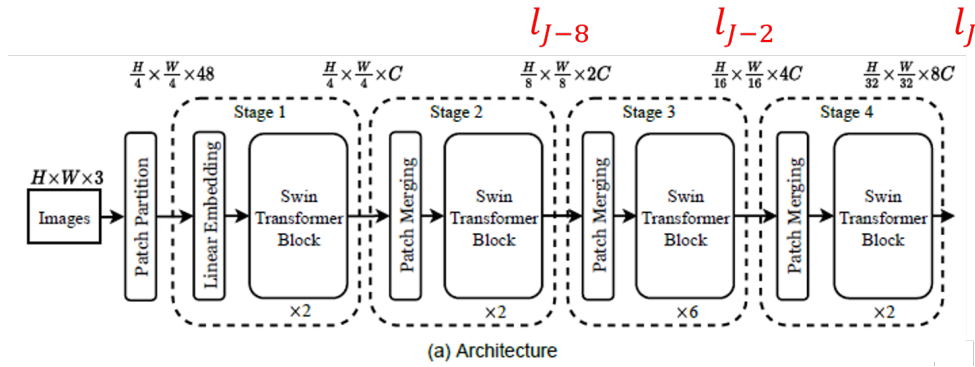 l_{J-8} l_{J-2} l_J
H/4 × W/4 × 48 H/4 × W/4 × C H/8 × W/8 × 2C H/16 × W/16 × 4C H/32 × W/32 × 8C
Stage 1 Stage 2 Stage 3 Stage 4
H×W×3
Images
Patch Partition
Linear Embedding
Swin
Transformer
Block
Patch Merging
Swin
Transformer
Block
Patch Merging
Swin
Transformer
Block
Patch Merging
Swin
Transformer
Block
×2 ×2 ×6 ×2
(a) Architecture